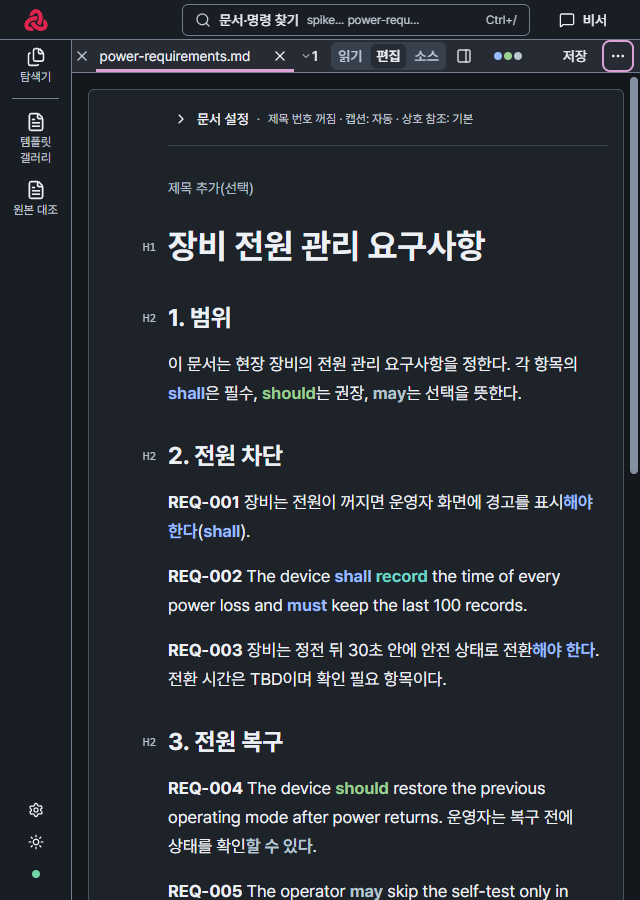 문서·명령 찾기 spike... power-requ... Ctrl+/
비서
탐색기
템플릿
갤러리
원본 대조
power-requirements.md
1
읽기 편집 소스
저장
문서 설정 · 제목 번호 꺼짐 · 캡션: 자동 · 상호 참조: 기본
제목 추가(선택)
H1 장비 전원 관리 요구사항
H2 1. 범위
이 문서는 현장 장비의 전원 관리 요구사항을 정한다. 각 항목의
shall은 필수, should는 권장, may는 선택을 뜻한다.
H2 2. 전원 차단
REQ-001 장비는 전원이 꺼지면 운영자 화면에 경고를 표시해야
한다(shall).
REQ-002 The device shall record the time of every
power loss and must keep the last 100 records.
REQ-003 장비는 정전 뒤 30초 안에 안전 상태로 전환해야 한다.
전환 시간은 TBD이며 확인 필요 항목이다.
H2 3. 전원 복구
REQ-004 The device should restore the previous
operating mode after power returns. 운영자는 복구 전에
상태를 확인할 수 있다.
REQ-005 The operator may skip the self-test only in